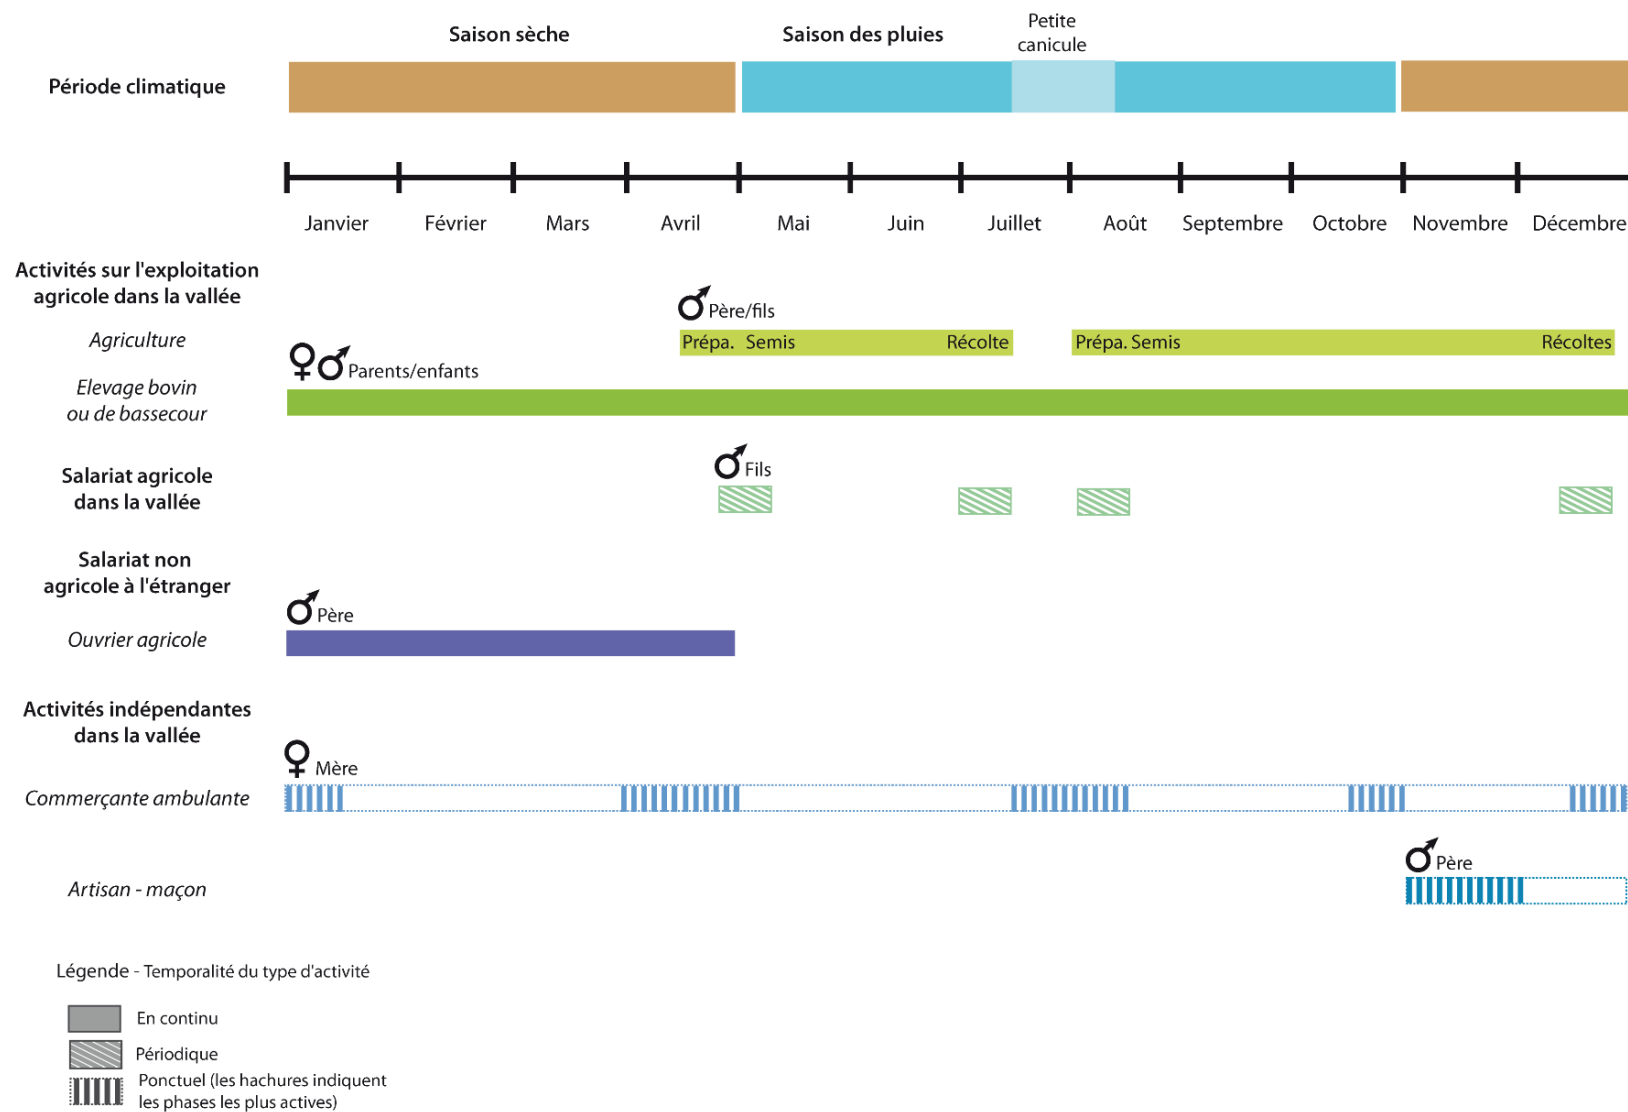 Saison sèche
Saison des pluies
Petite
canicule
Période climatique
Janvier
Février
Mars
Avril
Mai
Juin
Juillet
Août
Septembre
Octobre
Novembre
Décembre
Activités sur l'exploitation
agricole dans la vallée
Père/fils
Agriculture
Prépa. Semis
Récolte
Prépa. Semis
Récoltes
Parents/enfants
Elevage bovin
ou de bassecour
Fils
Salariat agricole
dans la vallée
Salariat non
agricole à l'étranger
Père
Ouvrier agricole
Activités indépendantes
dans la vallée
Mère
Commerçante ambulante
Père
Artisan - maçon
Légende - Temporalité du type d'activité
En continu
Périodique
Ponctuel (les hachures indiquent
les phases les plus actives)